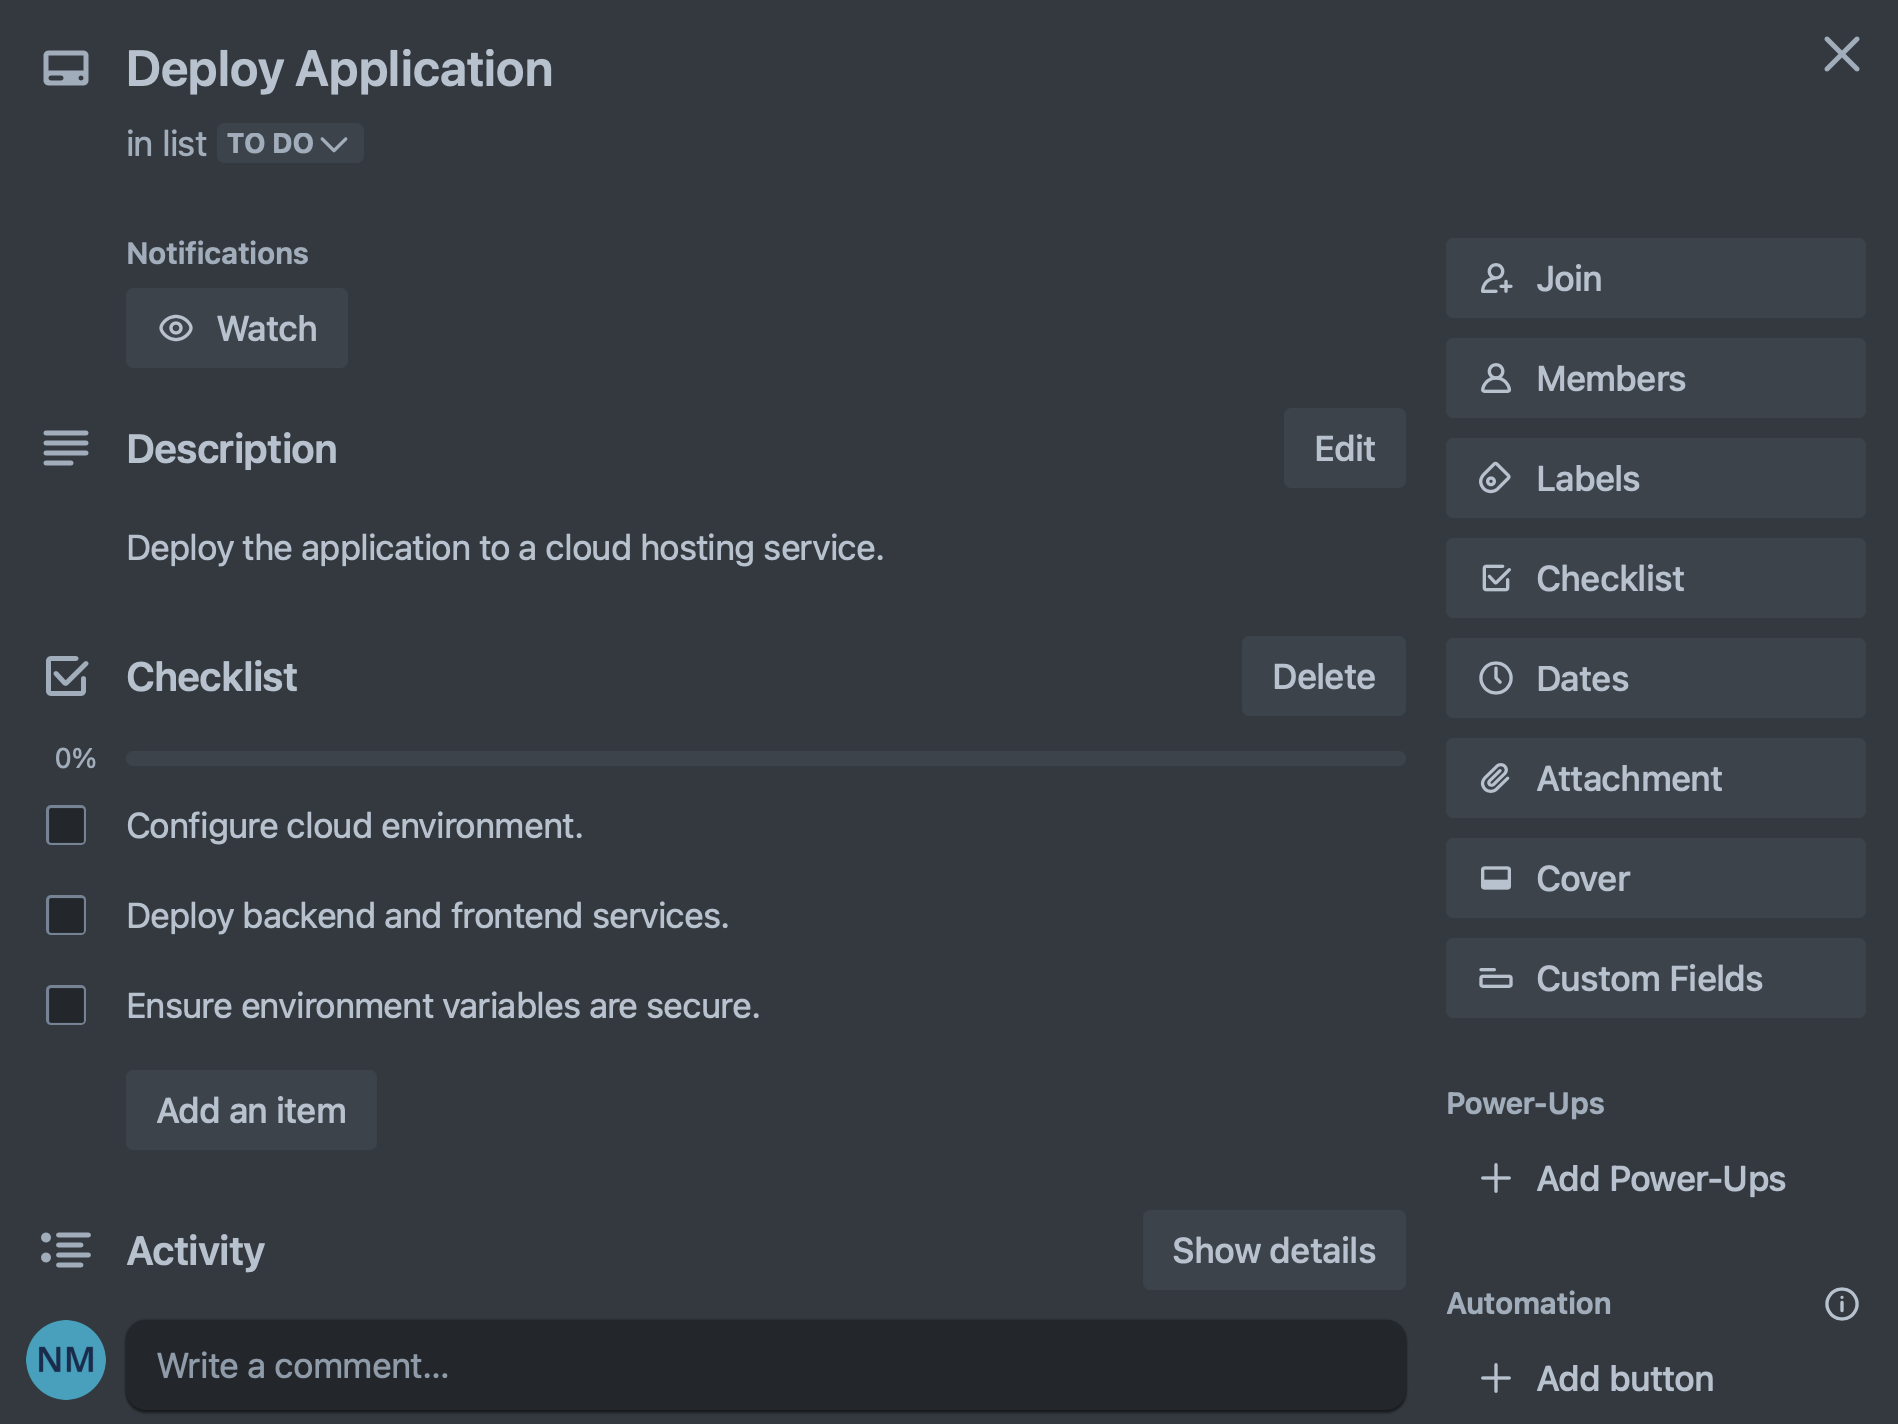 Deploy Application
in list TO DO
Notifications
Watch
Description
Edit
Deploy the application to a cloud hosting service.
Checklist
Delete
0%
Configure cloud environment.
Deploy backend and frontend services.
Ensure environment variables are secure.
Add an item
Activity
Show details
NM
Write a comment...
Join
Members
Labels
Checklist
Dates
Attachment
Cover
Custom Fields
Power-Ups
Add Power-Ups
Automation
Add button